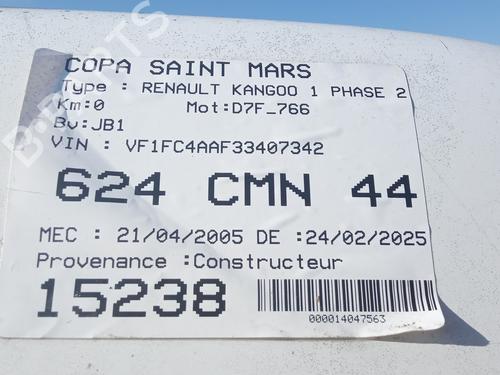 COPA SAINT MARS
Type : RENAULT KANGOO 1 PHASE 2
Km:0 Mot:D7F_766
Bv:JB1
VIN : VF1FC4AAF33407342
624 CMN 44
MEC : 21/04/2005 DE :24/02/2025
Provenance :Constructeur
15238
000014047563
B-PARTS